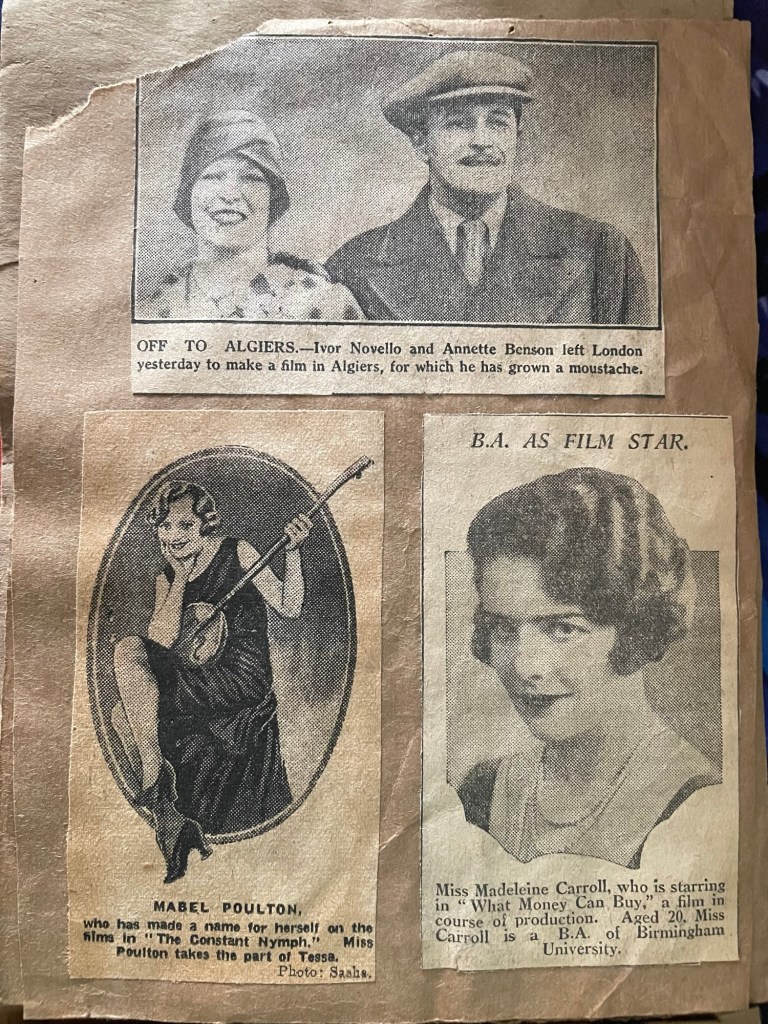 OFF TO ALGIERS.—Ivor Novello and Annette Benson left London
yesterday to make a film in Algiers, for which he has grown a moustache.
MABEL POULTON,
who has made a name for herself on the
films in "The Constant Nymph." Miss
Poulton takes the part of Tessa.
Photo: Sasha.
B.A. AS FILM STAR.
Miss Madeleine Carroll, who is starring
in "What Money Can Buy," a film in
course of production. Aged 20, Miss
Carroll is a B.A. of Birmingham
University.